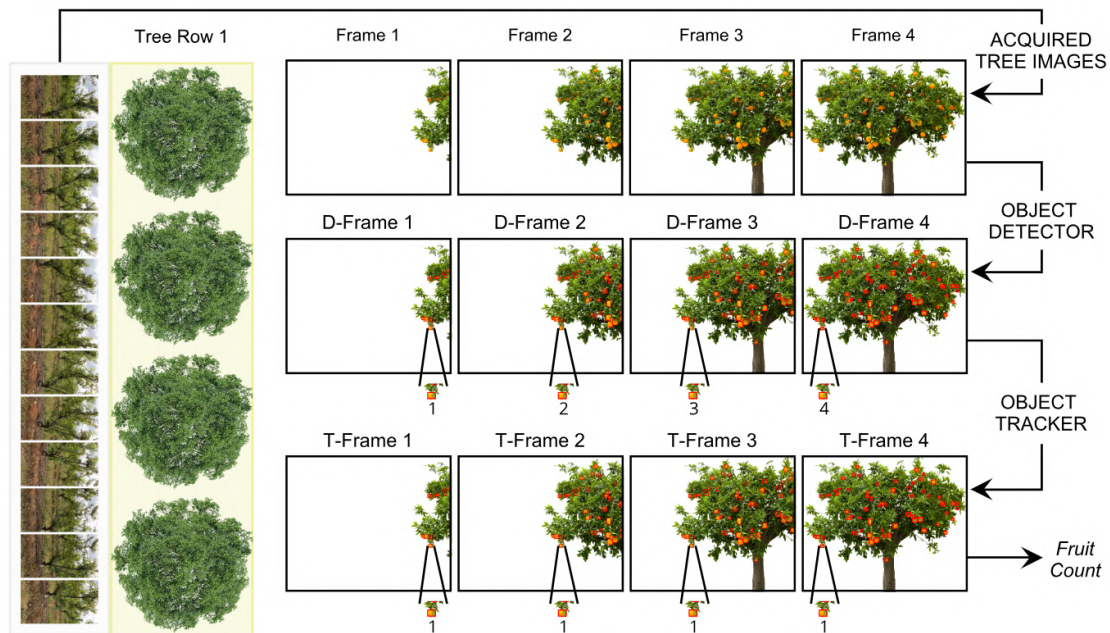 Tree Row 1
Frame 1
Frame 2
Frame 3
Frame 4
ACQUIRED
TREE IMAGES
D-Frame 1
D-Frame 2
D-Frame 3
D-Frame 4
OBJECT
DETECTOR
1
2
3
4
OBJECT
TRACKER
T-Frame 1
T-Frame 2
T-Frame 3
T-Frame 4
Fruit
Count
1
1
1
1